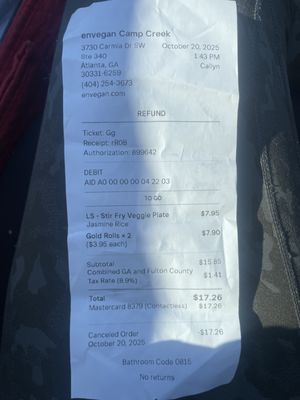 envegan Camp Creek
3730 Carmia Dr SW October 20, 2025
Ste 340 1:43 PM
Atlanta, GA Cailyn
30331-6259
(404) 254-3673
envegan.com
REFUND
Ticket: Gg
Receipt: rR0B
Authorization: 899642
DEBIT
AID A0 00 00 00 04 22 03
TO GO
LS - Stir Fry Veggie Plate $7.95
Jasmine Rice
Gold Rolls × 2 $7.90
($3.95 each)
Subtotal $15.85
Combined GA and Fulton County $1.41
Tax Rate (8.9%)
Total $17.26
Mastercard 8379 (Contactless) $17.26
Canceled Order -$17.26
October 20, 2025
Bathroom Code 0815
No returns